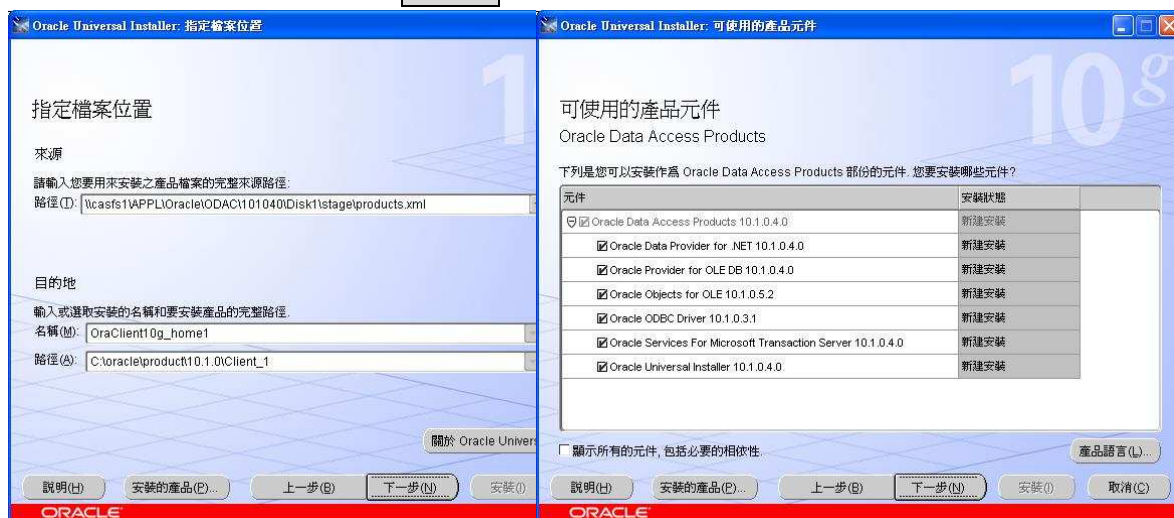 Oracle Universal Installer: 指定檔案位置
指定檔案位置
來源
請輸入您要用來安裝之產品檔案的完整來源路徑:
路徑(T): \\casfs1\APPL\Oracle\ODAC\101040\Disk1\stage\products.xml
目的地
輸入或選取安裝的名稱和要安裝產品的完整路徑.
名稱(M): OraClient10g_home1
路徑(A): C:\oracle\product\10.1.0\Client_1
關於 Oracle Univers
說明(H) 安裝的產品(P)... 上一步(B) 下一步(N) 安裝(I)
ORACLE
Oracle Universal Installer: 可使用的產品元件
10g
可使用的產品元件
Oracle Data Access Products
下列是您可以安裝作為 Oracle Data Access Products 部份的元件. 您要安裝哪些元件?
元件 安裝狀態
Oracle Data Access Products 10.1.0.4.0 新建安裝
Oracle Data Provider for .NET 10.1.0.4.0 新建安裝
Oracle Provider for OLE DB 10.1.0.4.0 新建安裝
Oracle Objects for OLE 10.1.0.5.2 新建安裝
Oracle ODBC Driver 10.1.0.3.1 新建安裝
Oracle Services For Microsoft Transaction Server 10.1.0.4.0 新建安裝
Oracle Universal Installer 10.1.0.4.0 新建安裝
顯示所有的元件, 包括必要的相依性.
產品語言(L)...
說明(H) 安裝的產品(P)... 上一步(B) 下一步(N) 安裝(I) 取消(C)
ORACLE